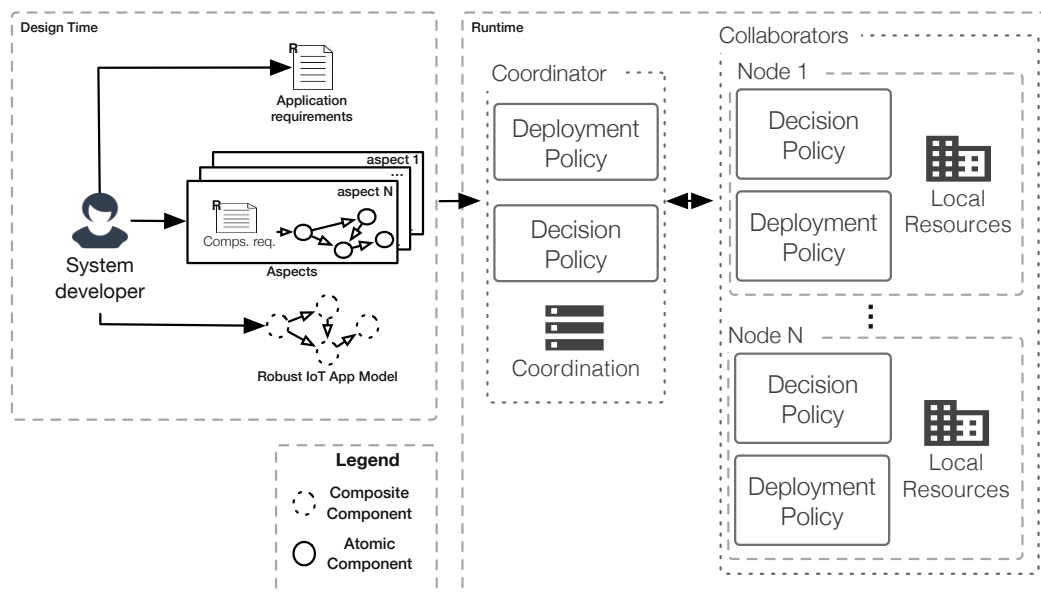 Design Time
R
Application
requirements
aspect 1
...
aspect N
R
Comps. req.
Aspects
System
developer
Robust IoT App Model
Legend
Composite
Component
Atomic
Component
Runtime
Coordinator
Deployment
Policy
Decision
Policy
Coordination
Collaborators
Node 1
Decision
Policy
Deployment
Policy
Local
Resources
Node N
Decision
Policy
Deployment
Policy
Local
Resources